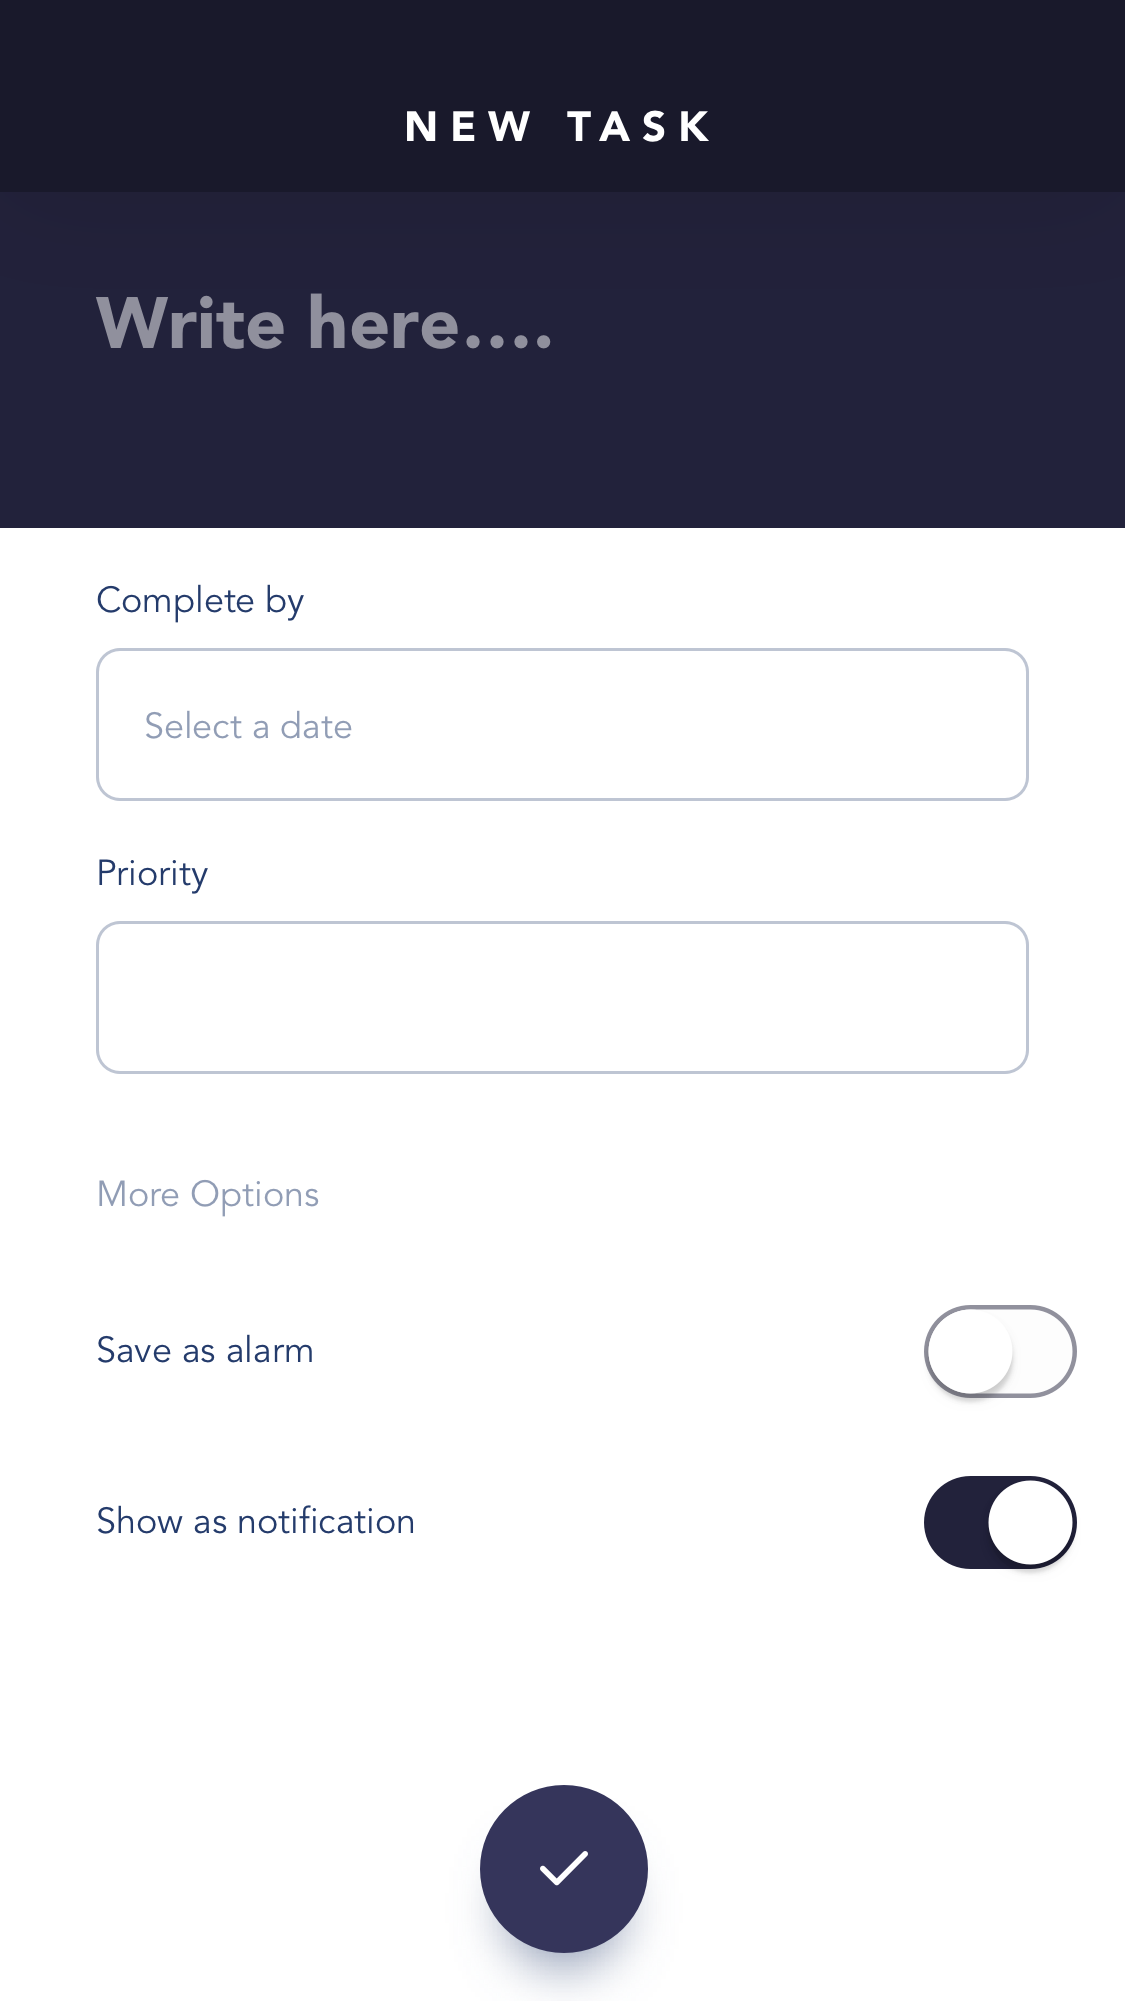 NEW TASK
Write here....
Complete by
Select a date
Priority
More Options
Save as alarm
Show as notification